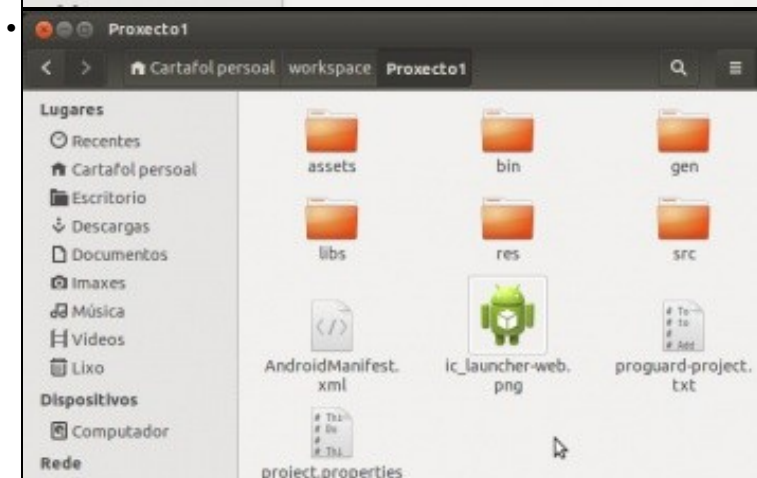 Proxecto1
Cartafol persoal workspace Proxecto1
Lugares
Recentes
Cartafol persoal
Escritorio
Descargas
Documentos
Imaxes
Música
Vídeos
Lixo
Dispositivos
Computador
Rede
assets bin gen
libs res src
AndroidManifest. ic_launcher-web. proguard-project.
xml png txt
project.properties